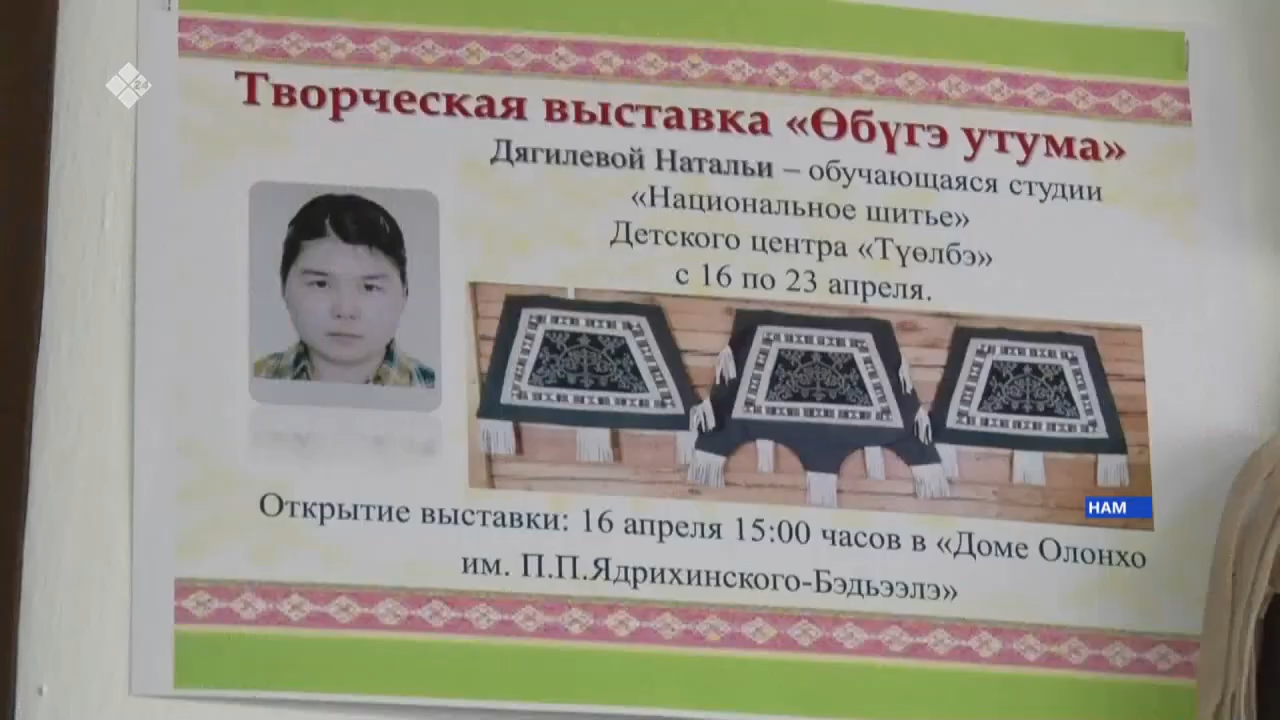 24
Творческая выставка «Өбүгэ утума»
Дягилевой Натальи – обучающаяся студии
«Национальное шитье»
Детского центра «Түөлбэ»
с 16 по 23 апреля.
НАМ
Открытие выставки: 16 апреля 15:00 часов в «Доме Олонхо
им. П.П.Ядрихинского-Бэдьээлэ»